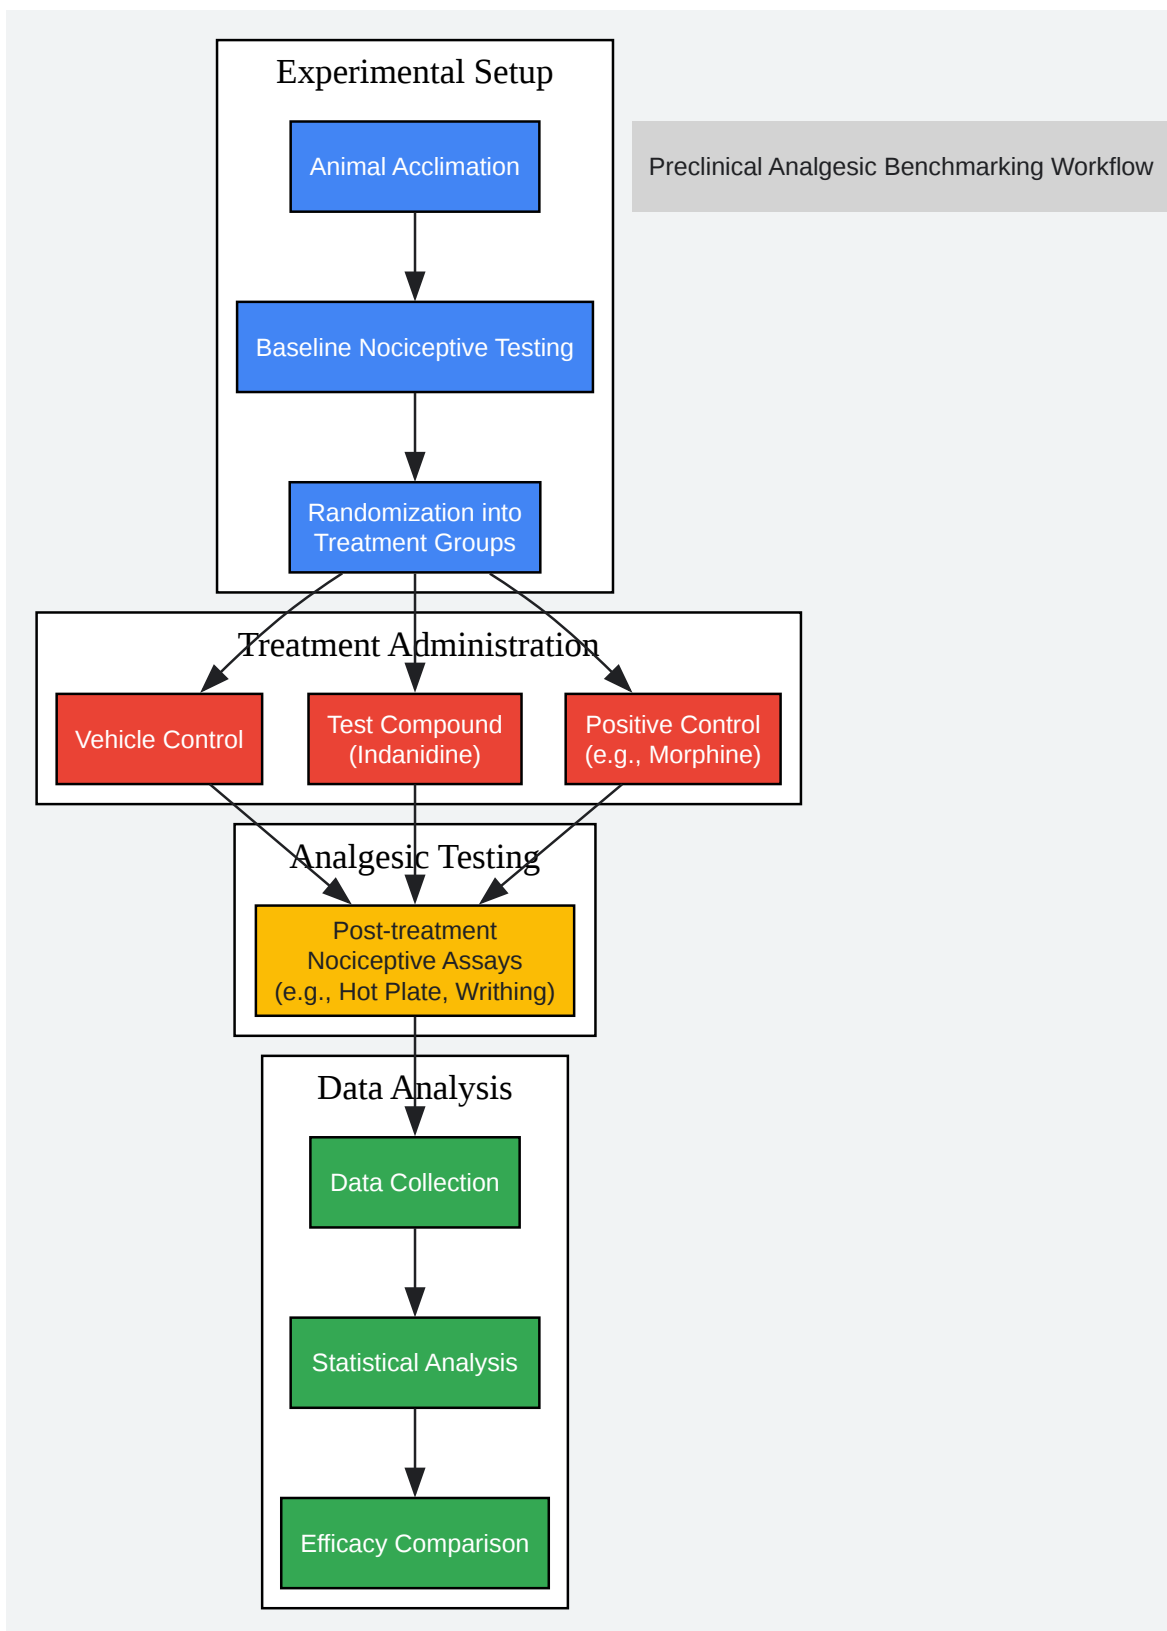 Experimental Setup
Animal Acclimation
Preclinical Analgesic Benchmarking Workflow
Baseline Nociceptive Testing
Randomization into
Treatment Groups
Treatment Administration
Vehicle Control
Test Compound
(Indanidine)
Positive Control
(e.g., Morphine)
Analgesic Testing
Post-treatment
Nociceptive Assays
(e.g., Hot Plate, Writhing)
Data Analysis
Data Collection
Statistical Analysis
Efficacy Comparison